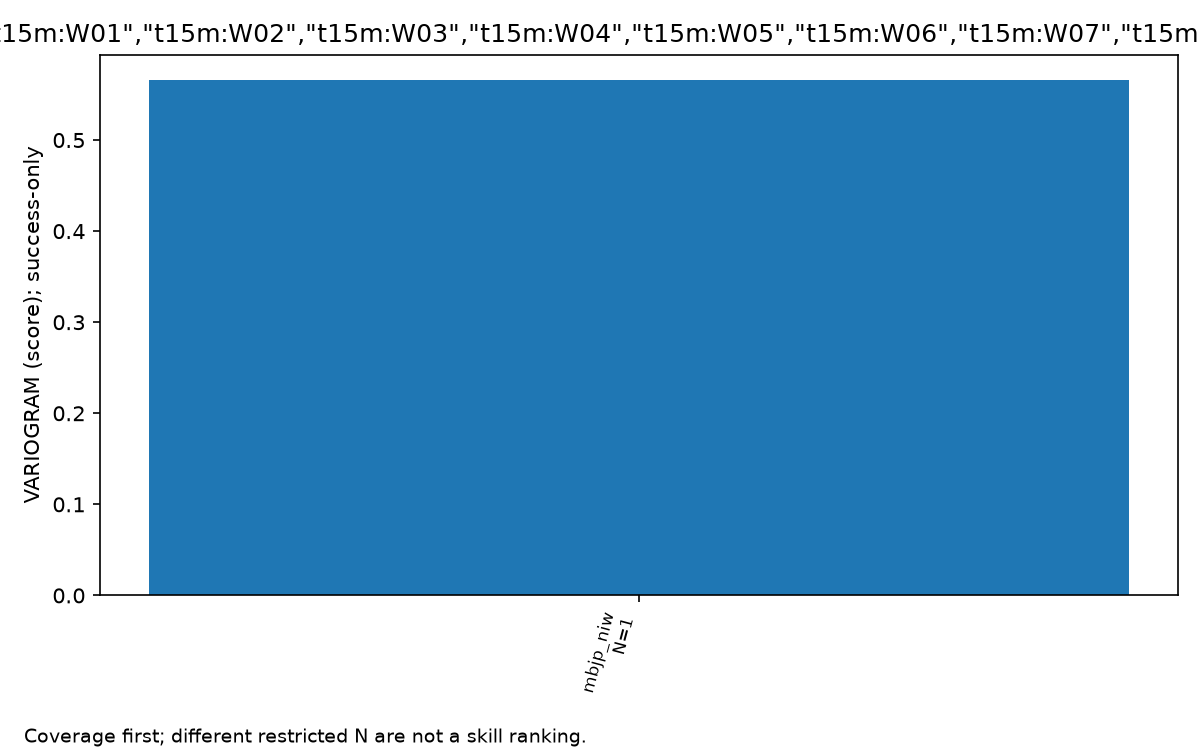 15m:W01","t15m:W02","t15m:W03","t15m:W04","t15m:W05","t15m:W06","t15m:W07","t15m
VARIOGRAM (score); success-only
0.5
0.4
0.3
0.2
0.1
0.0
mbjp_niw
N=1
Coverage first; different restricted N are not a skill ranking.